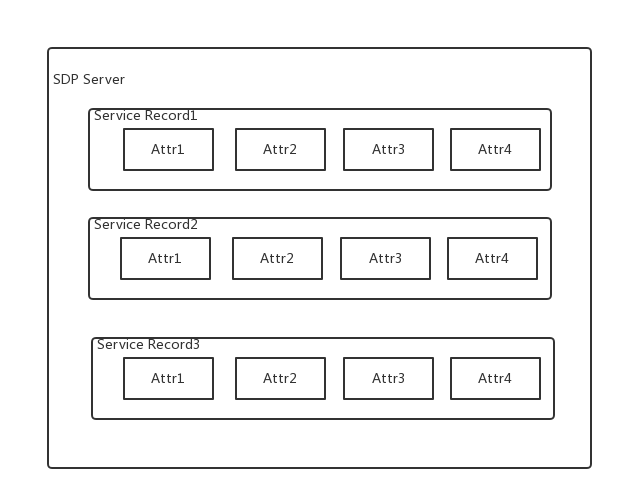 SDP Server
Service Record1
Attr1 Attr2 Attr3 Attr4
Service Record2
Attr1 Attr2 Attr3 Attr4
Service Record3
Attr1 Attr2 Attr3 Attr4